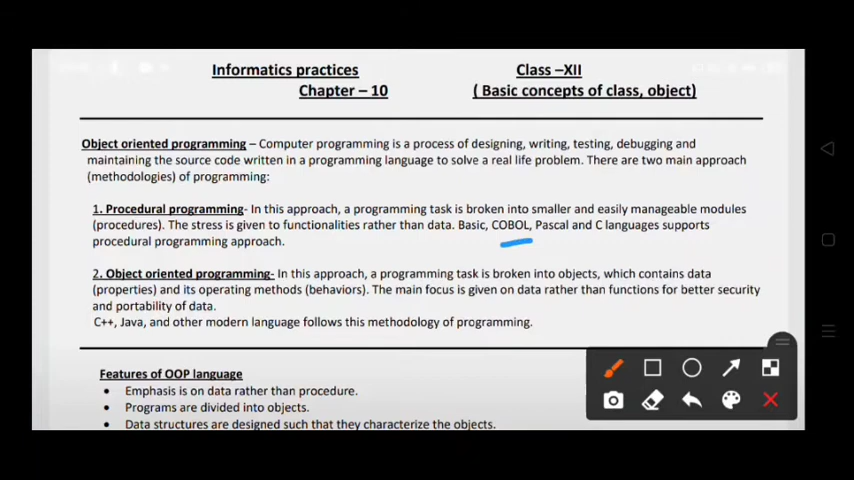 Informatics practices Class –XII
Chapter – 10 ( Basic concepts of class, object)
Object oriented programming – Computer programming is a process of designing, writing, testing, debugging and
maintaining the source code written in a programming language to solve a real life problem. There are two main approach
(methodologies) of programming:
1. Procedural programming- In this approach, a programming task is broken into smaller and easily manageable modules
(procedures). The stress is given to functionalities rather than data. Basic, COBOL, Pascal and C languages supports
procedural programming approach.
2. Object oriented programming- In this approach, a programming task is broken into objects, which contains data
(properties) and its operating methods (behaviors). The main focus is given on data rather than functions for better security
and portability of data.
C++, Java, and other modern language follows this methodology of programming.
Features of OOP language
• Emphasis is on data rather than procedure.
• Programs are divided into objects.
• Data structures are designed such that they characterize the objects.